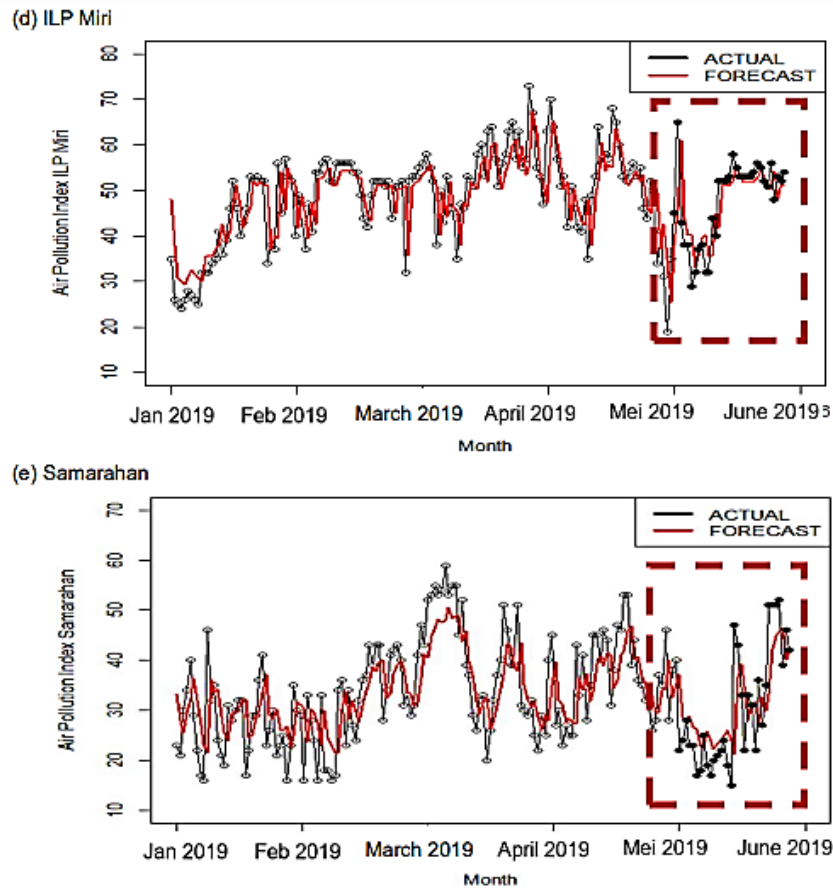 (d) ILP Miri
80
ACTUAL
FORECAST
70
60
50
40
30
20
10
Air Pollution Index ILP Miri
Jan 2019 Feb 2019 March 2019 April 2019 Mei 2019 June 2019
Month
(e) Samarahan
70
ACTUAL
FORECAST
60
50
40
30
20
10
Air Pollution Index Samarahan
Jan 2019 Feb 2019 March 2019 April 2019 Mei 2019 June 2019
Month